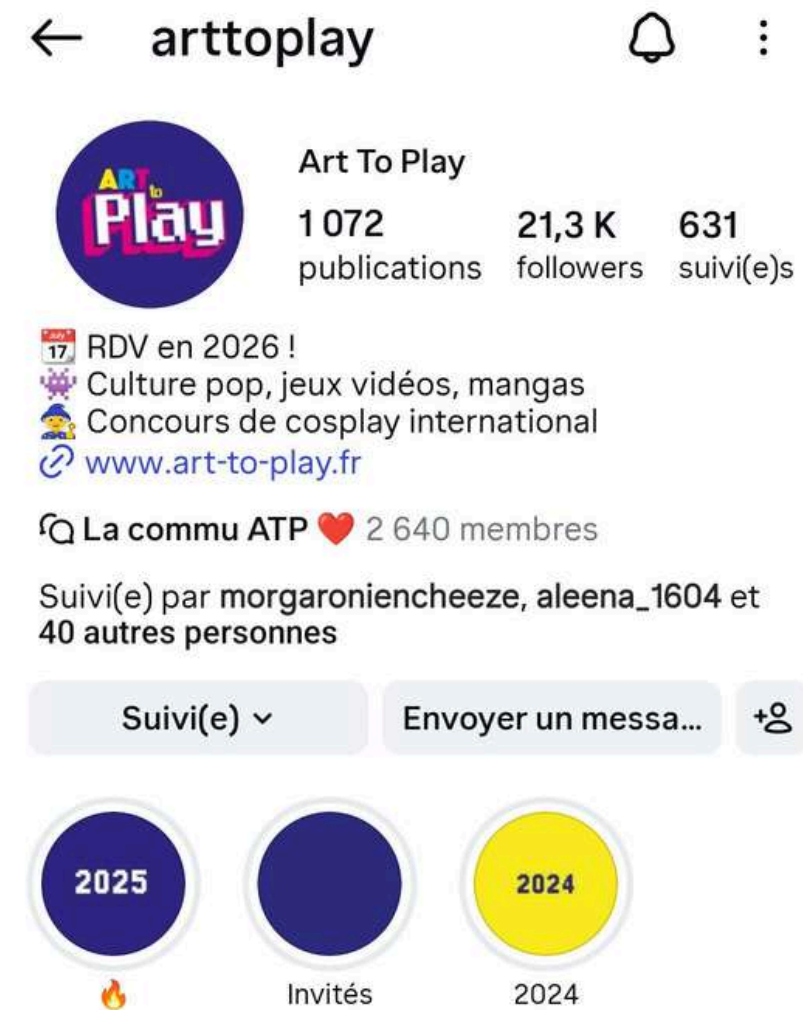 arttoplay
ART to Play
Art To Play
1 072 21,3 K 631
publications followers suivi(e)s
July 17 RDV en 2026 !
Culture pop, jeux vidéos, mangas
Concours de cosplay international
www.art-to-play.fr
La commu ATP ❤️ 2 640 membres
Suivi(e) par morgaroniencheeze, aleena_1604 et
40 autres personnes
Suivi(e) Envoyer un messa...
2025 2024
🔥 Invités 2024